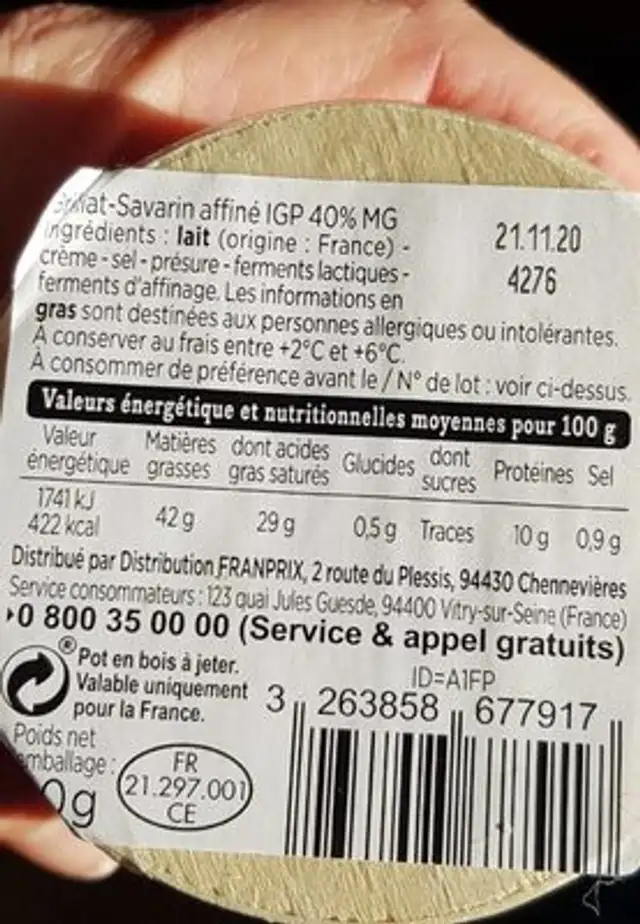 -Savarin affiné IGP 40% MG
Ingrédients : lait (origine : France) -
crème - sel - présure - ferments lactiques -
ferments d'affinage. Les informations en
gras sont destinées aux personnes allergiques ou intolérantes.
À conserver au frais entre +2°C et +6°C.
À consommer de préférence avant le / N° de lot : voir ci-dessus.
21.11.20
4276
Valeurs énergétique et nutritionnelles moyennes pour 100 g
Valeur énergétique
Matières grasses
dont acides gras saturés
Glucides
dont sucres
Protéines
Sel
1741 kJ
422 kcal
42 g
29 g
0,5 g
Traces
10 g
0,9 g
Distribué par Distribution FRANPRIX, 2 route du Plessis, 94430 Chennevières
Service consommateurs : 123 quai Jules Guesde, 94400 Vitry-sur-Seine (France)
0 800 35 00 00 (Service & appel gratuits)
®
Pot en bois à jeter.
Valable uniquement
pour la France.
ID=A1FP
3 263858 677917
Poids net
emballage :
0g
FR
21.297.001
CE